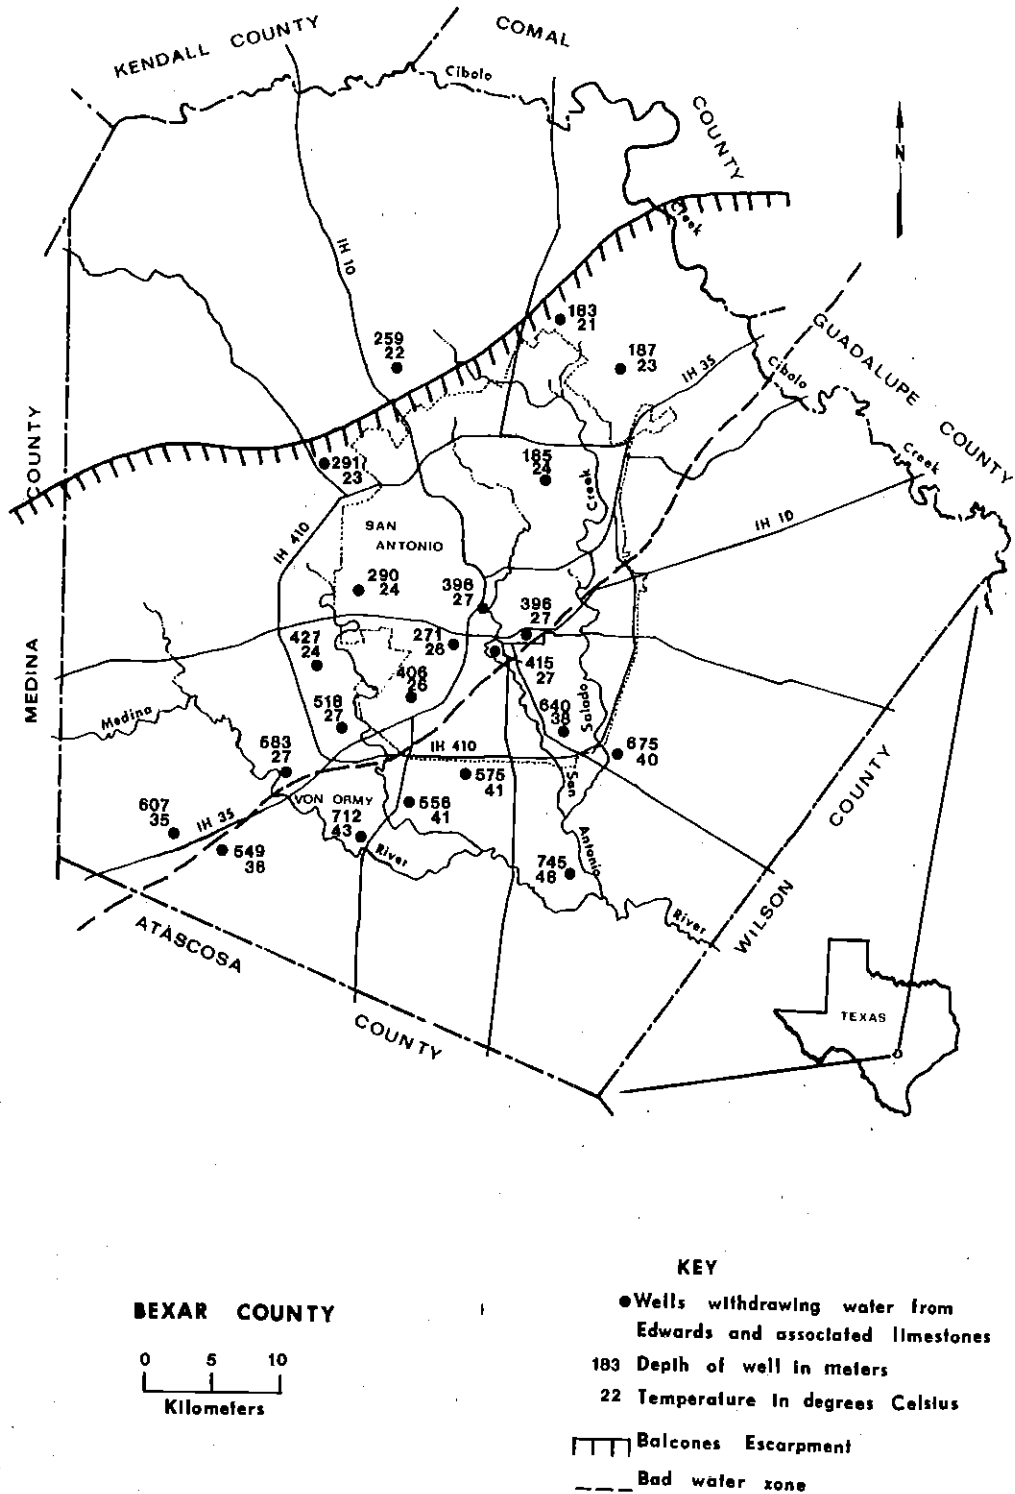 KENDALL COUNTY
COMAL
COUNTY
Cibolo
Creek
N
IH 10
183
21
259
22
187
23
IH 35
GUADALUPE
COUNTY
Cibolo
Creek
COUNTY
MEDINA
291
23
185
24
Creek
IH 10
SAN
ANTONIO
IH 410
290
24
396
27
396
27
427
24
271
26
415
27
406
26
518
27
640
38
Salado
675
40
Medina
583
27
IH 410
575
41
San
VON ORMY
556
41
607
35
IH 35
712
43
River
549
36
745
46
Antonio
River
WILSON
COUNTY
ATASCOSA
COUNTY
TEXAS
BEXAR COUNTY
0 5 10
Kilometers
KEY
Wells withdrawing water from
Edwards and associated limestones
183 Depth of well in meters
22 Temperature in degrees Celsius
Balcones Escarpment
Bad water zone